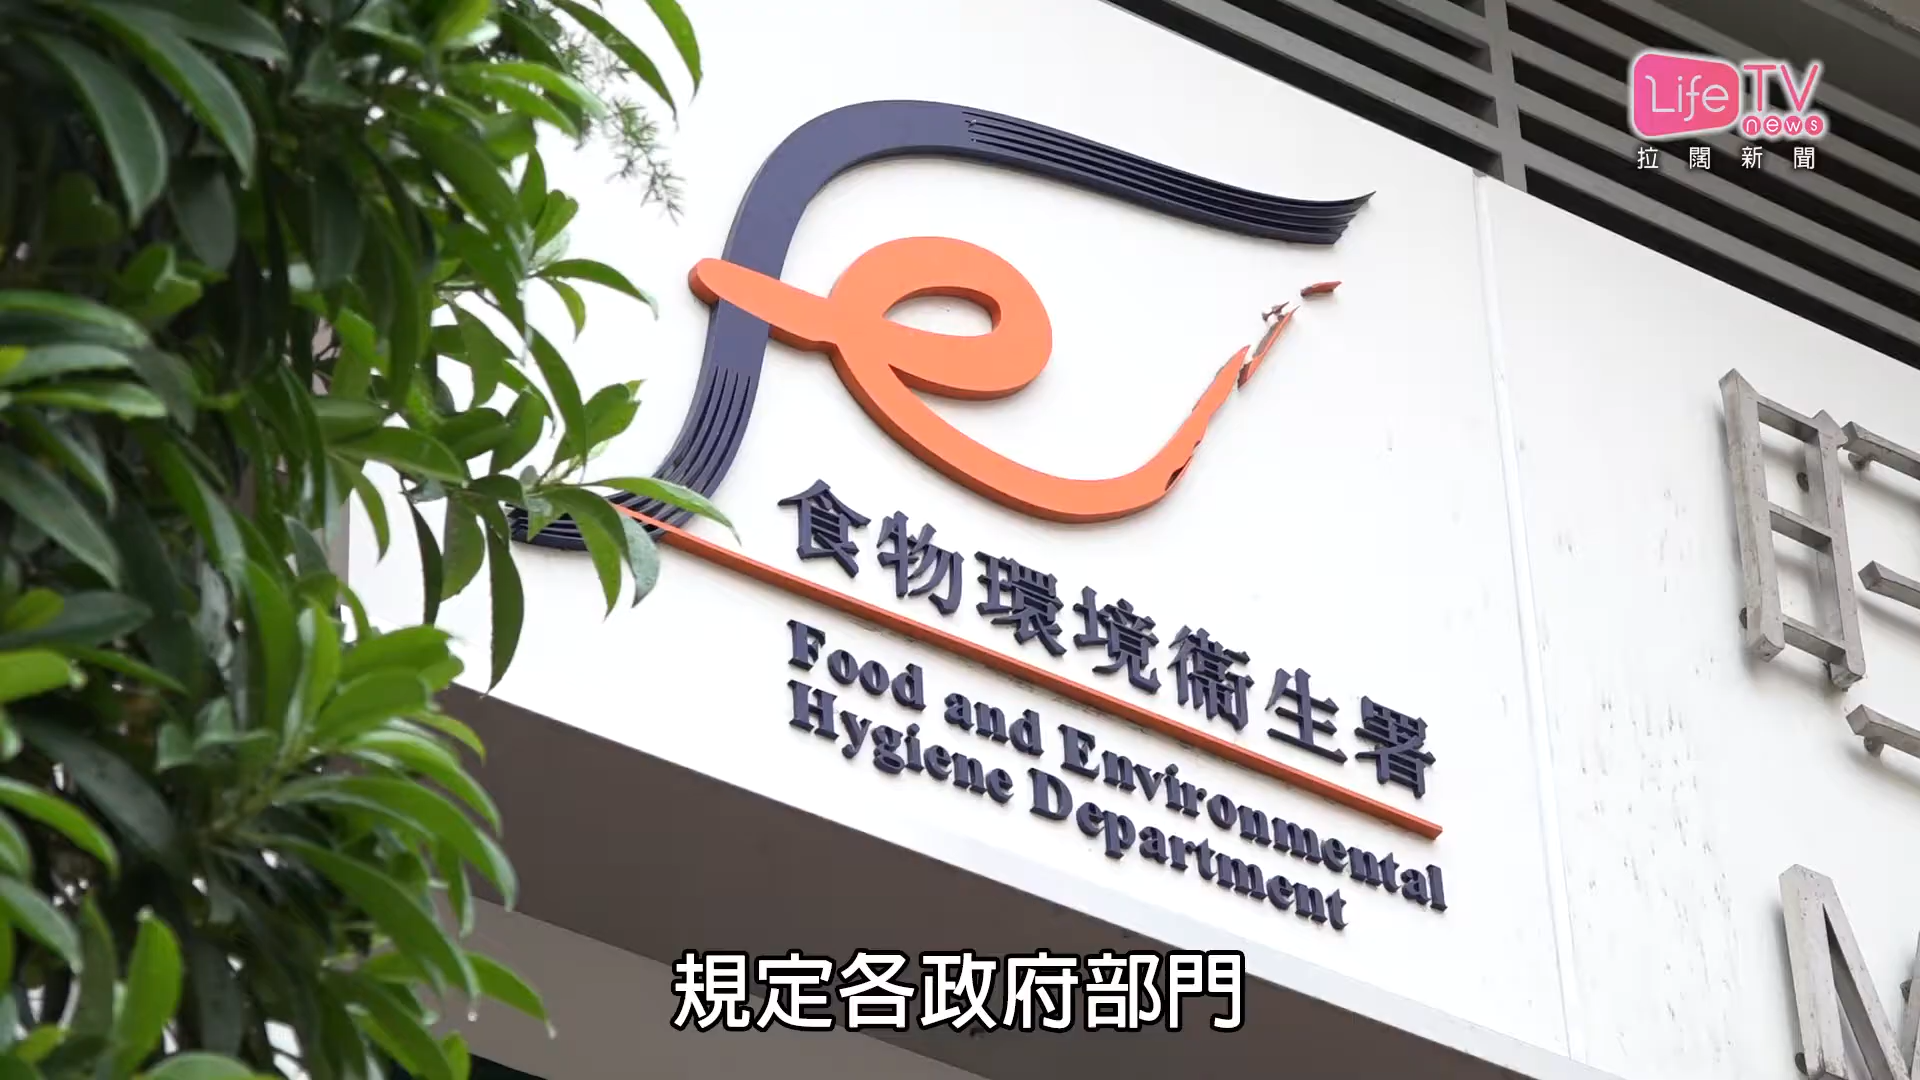 Life TV
news
拉闊新聞
食物環境衞生署
Food and Environmental
Hygiene Department
規定各政府部門